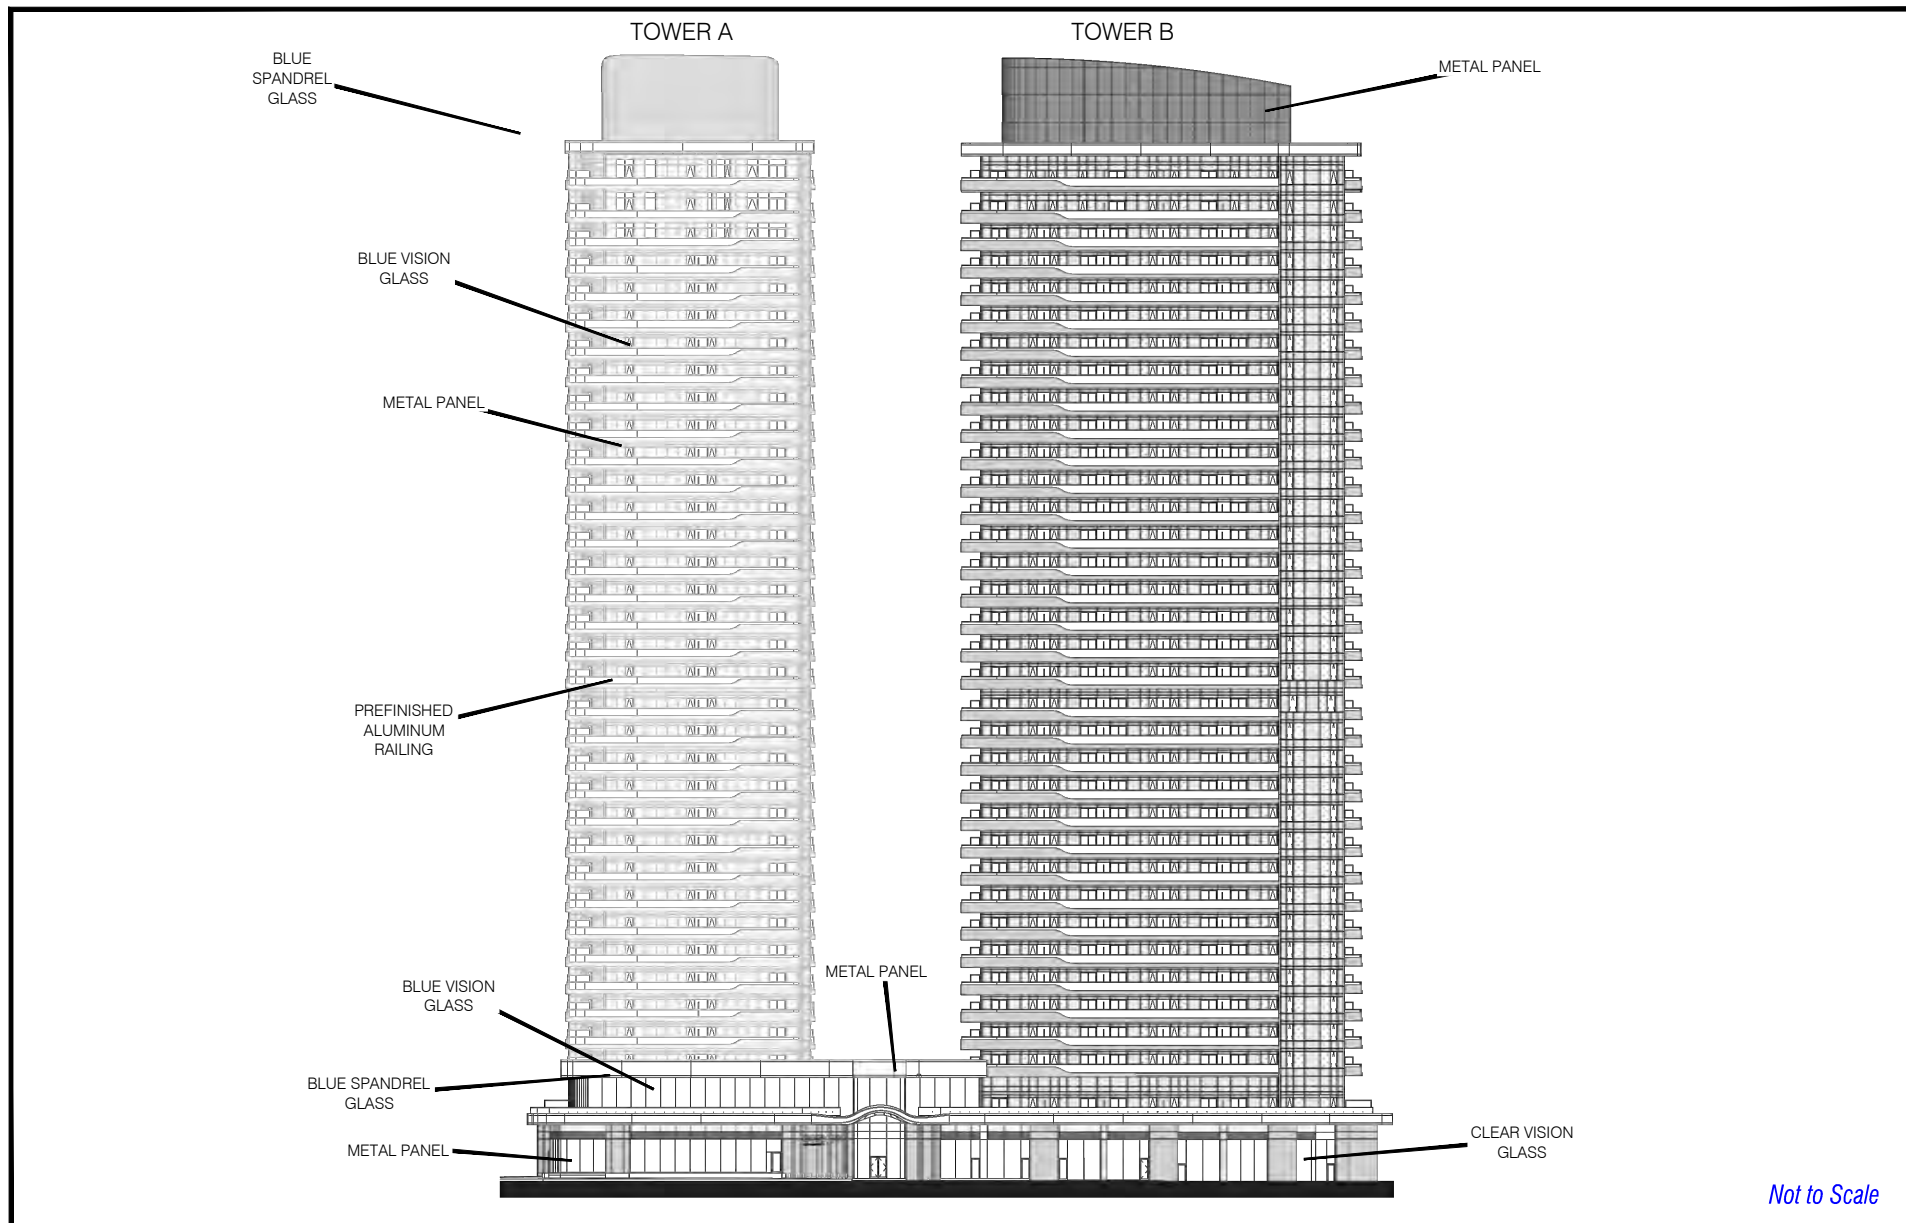 TOWER A
TOWER B
BLUE
SPANDREL
GLASS
METAL PANEL
BLUE VISION
GLASS
METAL PANEL
PREFINISHED
ALUMINUM
RAILING
METAL PANEL
BLUE VISION
GLASS
BLUE SPANDREL
GLASS
METAL PANEL
CLEAR VISION
GLASS
Not to Scale